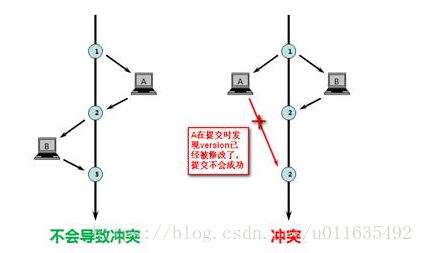 1
A
2
B
3
不会导致冲突
1
A
B
2
2
A在提交时发
现version已
经被修改了，
提交不会成功
冲突
https://blog.csdn.net/u011635492